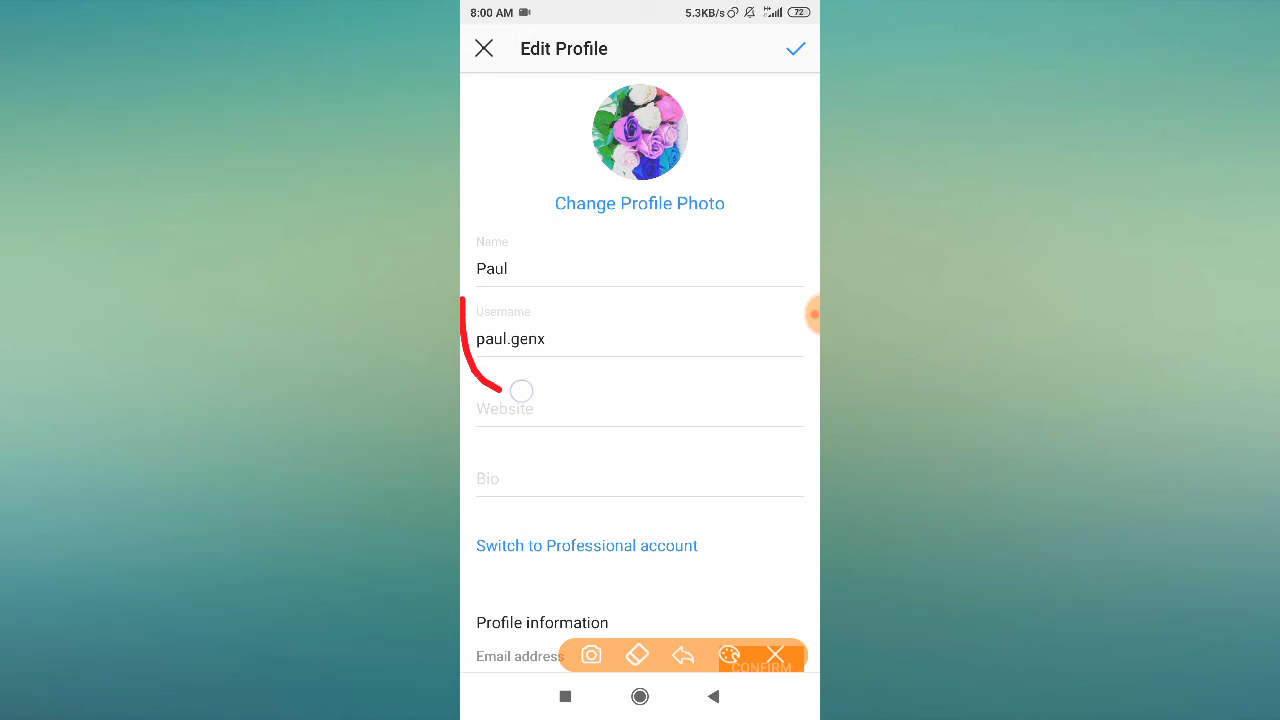 8:00 AM
5.3KB/s
72
Edit Profile
Change Profile Photo
Name
Paul
Username
paul.genx
Website
Bio
Switch to Professional account
Profile information
Email address
CONFIRM